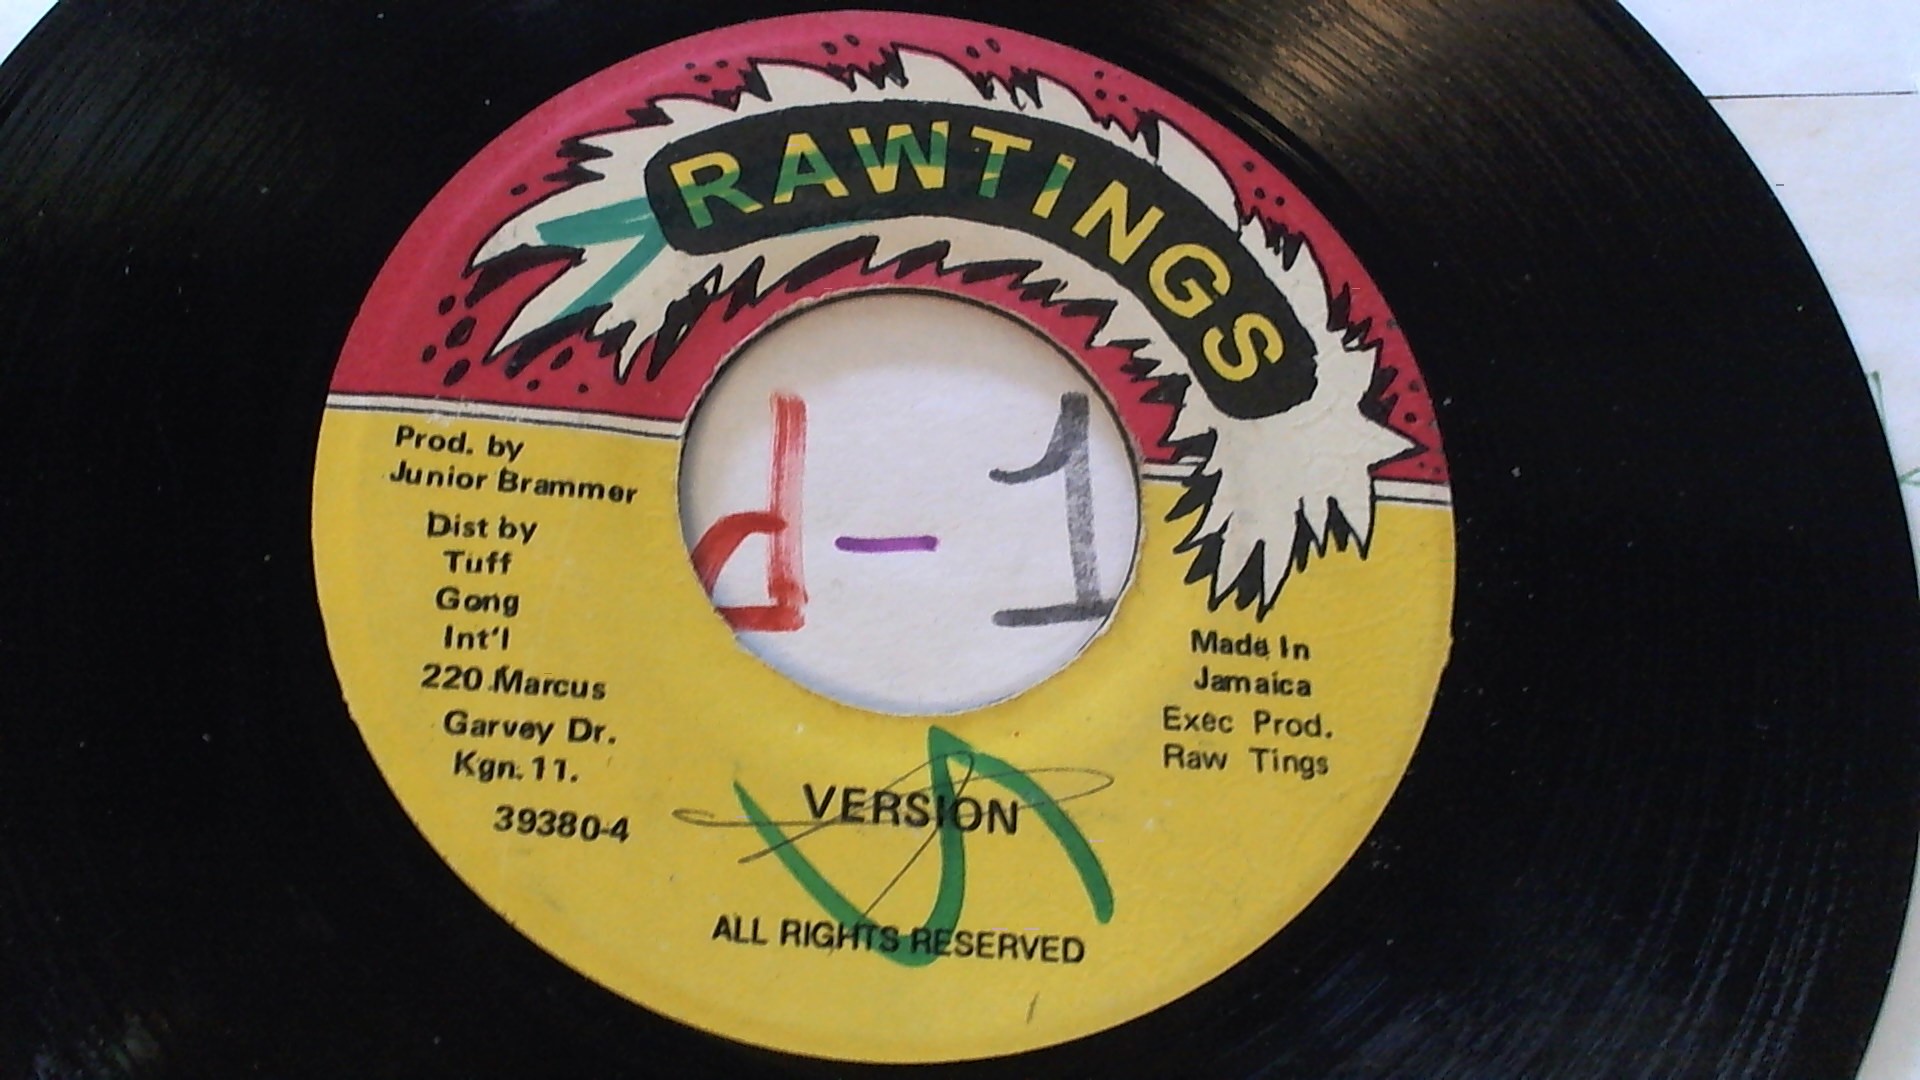 RAWTINGS
Prod. by
Junior Brammer
Dist by
Tuff
Gong
Int'l
220 Marcus
Garvey Dr.
Kgn. 11.
39380-4
d-1
Made In
Jamaica
Exec Prod.
Raw Tings
VERSION
ALL RIGHTS RESERVED